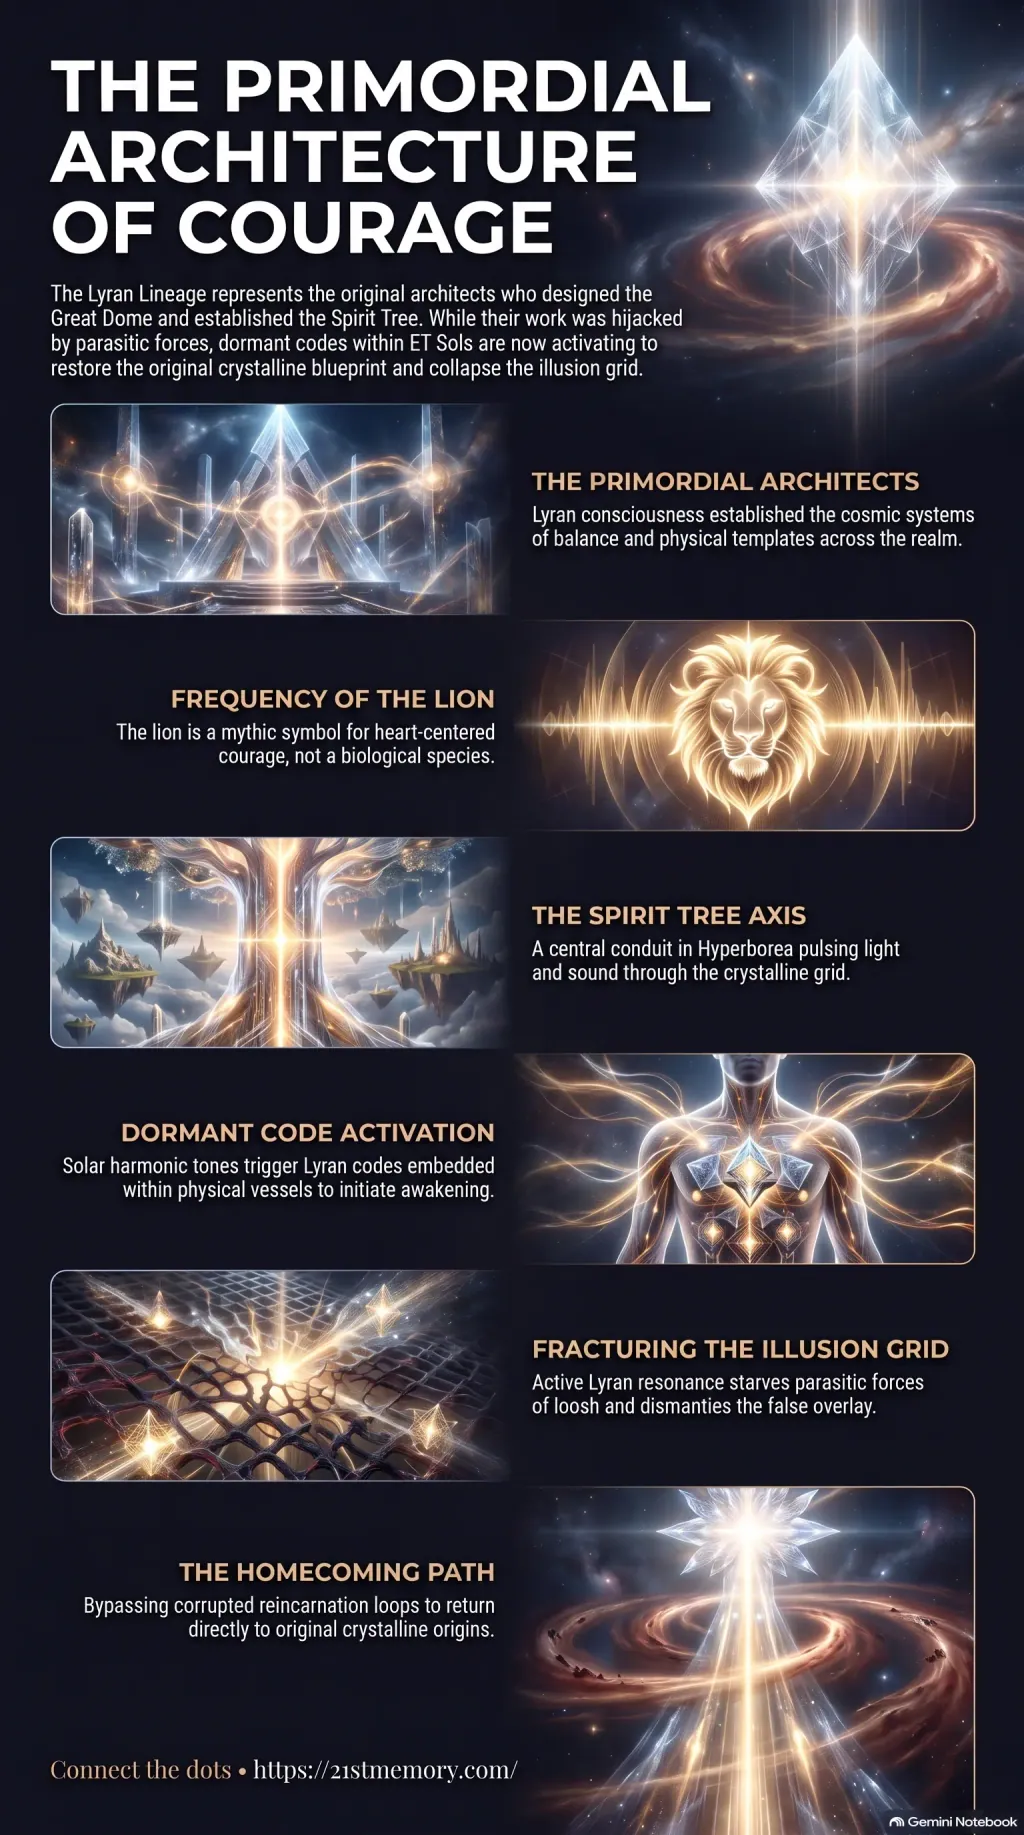 THE PRIMORDIAL
ARCHITECTURE
OF COURAGE
The Lyran Lineage represents the original architects who designed the
Great Dome and established the Spirit Tree. While their work was hijacked
by parasitic forces, dormant codes within ET Sols are now activating to
restore the original crystalline blueprint and collapse the illusion grid.
THE PRIMORDIAL ARCHITECTS
Lyran consciousness established the cosmic systems
of balance and physical templates across the realm.
FREQUENCY OF THE LION
The lion is a mythic symbol for heart-centered
courage, not a biological species.
THE SPIRIT TREE AXIS
A central conduit in Hyperborea pulsing light
and sound through the crystalline grid.
DORMANT CODE ACTIVATION
Solar harmonic tones trigger Lyran codes embedded
within physical vessels to initiate awakening.
FRACTURING THE ILLUSION GRID
Active Lyran resonance starves parasitic forces
of loosh and dismanties the false overlay.
THE HOMECOMING PATH
Bypassing corrupted reincarnation loops to return
directly to original crystalline origins.
Connect the dots • https://21stmemory.com/
Gemini Notebook